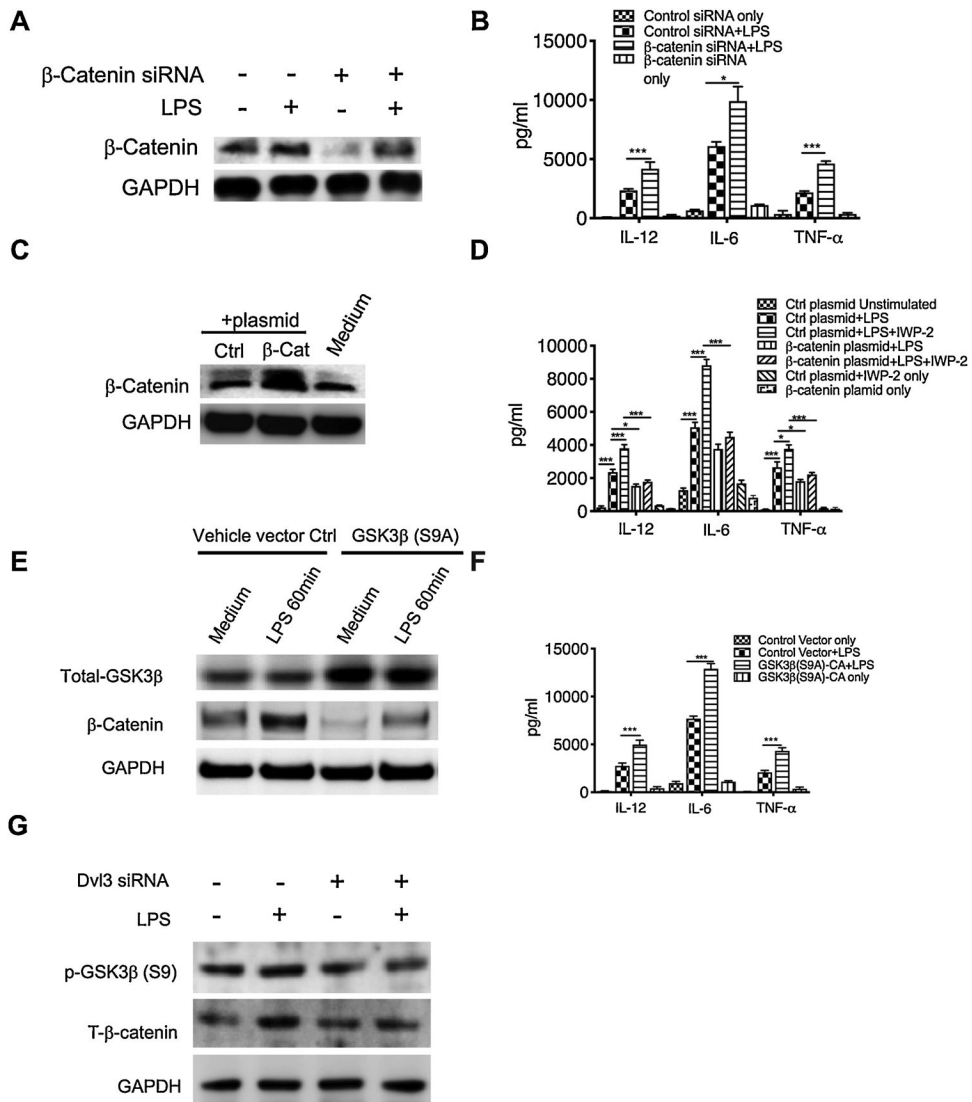 A
β-Catenin siRNA - - + +
LPS - + - +
β-Catenin
GAPDH
B
Control siRNA only
Control siRNA+LPS
β-catenin siRNA+LPS
β-catenin siRNA
only
pg/ml
15000
10000
5000
0
*
***
***
IL-12 IL-6 TNF-α
C
+plasmid
Ctrl β-Cat Medium
β-Catenin
GAPDH
D
Ctrl plasmid Unstimulated
Ctrl plasmid+LPS
Ctrl plasmid+LPS+IWP-2
β-catenin plasmid+LPS
β-catenin plasmid+LPS+IWP-2
Ctrl plasmid+IWP-2 only
β-catenin plamid only
pg/ml
10000
8000
6000
4000
2000
0
*** *** * ***
*** *** ***
*** * * ***
IL-12 IL-6 TNF-α
E
Vehicle vector Ctrl GSK3β (S9A)
Medium LPS 60min Medium LPS 60min
Total-GSK3β
β-Catenin
GAPDH
F
Control Vector only
Control Vector+LPS
GSK3β(S9A)-CA+LPS
GSK3β(S9A)-CA only
pg/ml
15000
10000
5000
0
***
***
***
IL-12 IL-6 TNF-α
G
Dvl3 siRNA - - + +
LPS - + - +
p-GSK3β (S9)
T-β-catenin
GAPDH